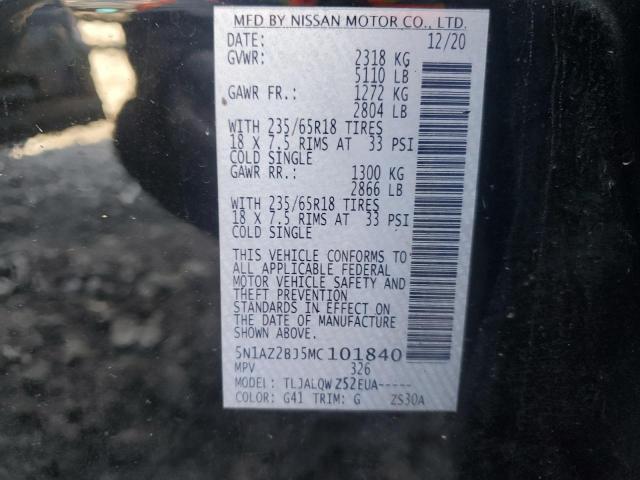 MFD BY NISSAN MOTOR CO., LTD.
DATE: 12/20
GVWR: 2318 KG
5110 LB
GAWR FR.: 1272 KG
2804 LB
WITH 235/65R18 TIRES
18 X 7.5 RIMS AT 33 PSI
COLD SINGLE
GAWR RR.: 1300 KG
2866 LB
WITH 235/65R18 TIRES
18 X 7.5 RIMS AT 33 PSI
COLD SINGLE
THIS VEHICLE CONFORMS TO
ALL APPLICABLE FEDERAL
MOTOR VEHICLE SAFETY AND
THEFT PREVENTION
STANDARDS IN EFFECT ON
THE DATE OF MANUFACTURE
SHOWN ABOVE.
5N1AZ2BJ5MC101840
MPV 326
MODEL: TLJALQW Z52EUA-----
COLOR: G41 TRIM: G ZS30A